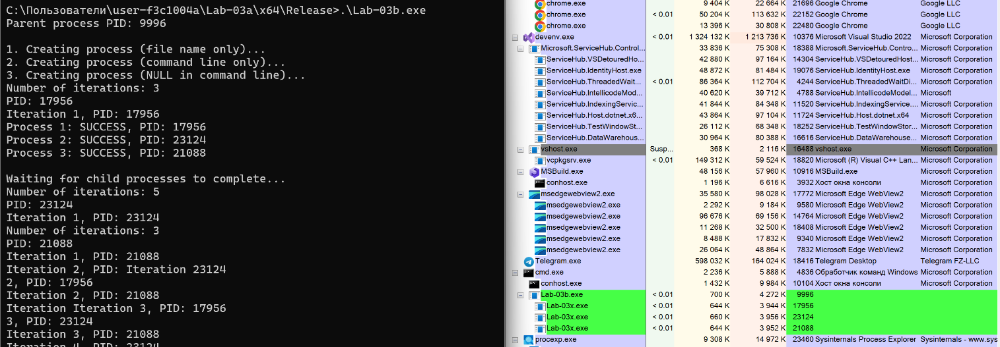 C:\Пользователи\user-f3c1004a\Lab-03a\x64\Release>.\Lab-03b.exe
Parent process PID: 9996
1. Creating process (file name only)...
2. Creating process (command line only)...
3. Creating process (NULL in command line)...
Number of iterations: 3
PID: 17956
Iteration 1, PID: 17956
Process 1: SUCCESS, PID: 17956
Process 2: SUCCESS, PID: 23124
Process 3: SUCCESS, PID: 21088
Waiting for child processes to complete...
Number of iterations: 5
PID: 23124
Iteration 1, PID: 23124
Number of iterations: 3
PID: 21088
Iteration 1, PID: 21088
Iteration 2, PID: Iteration 23124
2, PID: 17956
Iteration 2, PID: 21088
Iteration Iteration 3, PID: 17956
3, PID: 23124
Iteration 3, PID: 21088
Iteration 4, PID: 23124
chrome.exe 9 404 K 22 664 K 21696 Google Chrome Google LLC
chrome.exe < 0.01 50 204 K 113 632 K 22152 Google Chrome Google LLC
chrome.exe 13 396 K 30 808 K 22480 Google Chrome Google LLC
devenv.exe < 0.01 1 324 132 K 1 213 736 K 10376 Microsoft Visual Studio 2022 Microsoft Corporation
Microsoft.ServiceHub.Control... 33 836 K 75 308 K 18388 Microsoft.ServiceHub.Contro... Microsoft Corporation
ServiceHub.VSDetouredHo... 42 880 K 97 164 K 14304 ServiceHub.VSDetouredHost... Microsoft Corporation
ServiceHub.IdentityHost.exe 48 872 K 81 484 K 19076 ServiceHub.IdentityHost.exe Microsoft Corporation
ServiceHub.ThreadedWait... < 0.01 86 364 K 112 704 K 4244 ServiceHub.ThreadedWaitDi... Microsoft Corporation
ServiceHub.IntellicodeMod... 40 620 K 39 712 K 4788 ServiceHub.IntellicodeModel... Microsoft
ServiceHub.IndexingServic... 41 844 K 84 348 K 11520 ServiceHub.IndexingService.... Microsoft Corporation
ServiceHub.Host.dotnet.x6... 43 864 K 97 104 K 11724 ServiceHub.Host.dotnet.x64 Microsoft Corporation
ServiceHub.TestWindowSt... 26 112 K 68 348 K 18252 ServiceHub.TestWindowStor... Microsoft Corporation
ServiceHub.DataWarehous... 30 964 K 80 388 K 16616 ServiceHub.DataWarehouse... Microsoft Corporation
vshost.exe Susp... 368 K 2 116 K 16488 vshost.exe Microsoft Corporation
vcpkgsrv.exe < 0.01 149 312 K 59 524 K 18820 Microsoft (R) Visual C++ Lan... Microsoft Corporation
MSBuild.exe 48 156 K 57 960 K 10916 MSBuild.exe Microsoft Corporation
conhost.exe 1 196 K 6 616 K 3932 Хост окна консоли Microsoft Corporation
msedgewebview2.exe 35 580 K 98 028 K 17772 Microsoft Edge WebView2 Microsoft Corporation
msedgewebview2.exe 2 292 K 9 184 K 9580 Microsoft Edge WebView2 Microsoft Corporation
msedgewebview2.exe 96 676 K 69 156 K 14764 Microsoft Edge WebView2 Microsoft Corporation
msedgewebview2.exe 11 268 K 32 500 K 18408 Microsoft Edge WebView2 Microsoft Corporation
msedgewebview2.exe 8 488 K 17 832 K 9340 Microsoft Edge WebView2 Microsoft Corporation
msedgewebview2.exe 26 064 K 48 864 K 7832 Microsoft Edge WebView2 Microsoft Corporation
Telegram.exe 598 032 K 164 024 K 18416 Telegram Desktop Telegram FZ-LLC
cmd.exe 2 236 K 5 888 K 4836 Обработчик команд Windows Microsoft Corporation
conhost.exe 1 432 K 9 984 K 10104 Хост окна консоли Microsoft Corporation
Lab-03b.exe < 0.01 700 K 4 272 K 9996
Lab-03x.exe < 0.01 644 K 3 944 K 17956
Lab-03x.exe < 0.01 660 K 3 956 K 23124
Lab-03x.exe < 0.01 644 K 3 952 K 21088
procexp.exe 9 308 K 14 972 K 23460 Sysinternals Process Explorer Sysinternals - www.sys